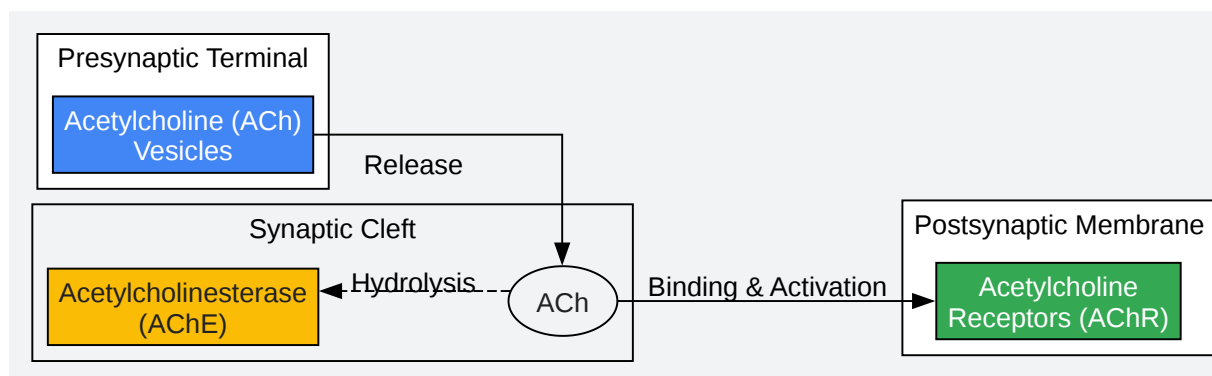 Presynaptic Terminal
Acetylcholine (ACh)
Vesicles
Release
Synaptic Cleft
Acetylcholinesterase
(AChE)
Hydrolysis
ACh
Binding & Activation
Postsynaptic Membrane
Acetylcholine
Receptors (AChR)